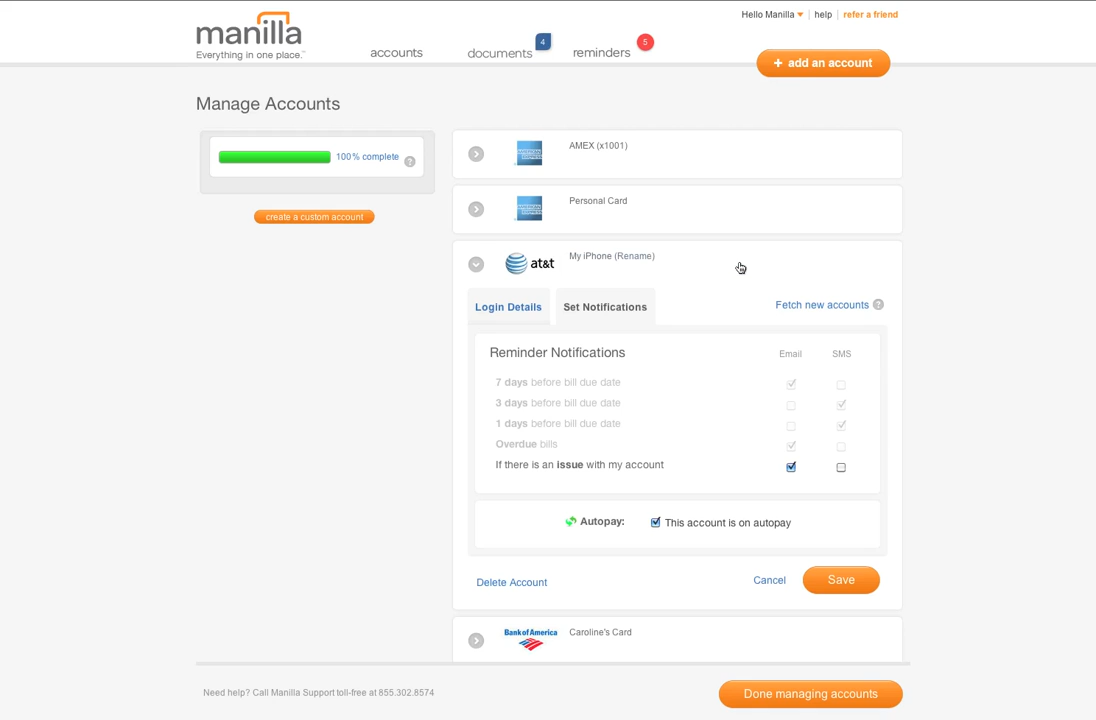 Hello Manilla help refer a friend
manilla
Everything in one place.™
accounts documents 4 reminders 5
+ add an account
Manage Accounts
100% complete ?
create a custom account
AMERICAN EXPRESS AMEX (x1001)
AMERICAN EXPRESS Personal Card
at&t My iPhone (Rename)
Login Details Set Notifications Fetch new accounts ?
Reminder Notifications Email SMS
7 days before bill due date
3 days before bill due date
1 days before bill due date
Overdue bills
If there is an issue with my account
Autopay: This account is on autopay
Delete Account Cancel Save
Bank of America Caroline's Card
Need help? Call Manilla Support toll-free at 855.302.8574
Done managing accounts